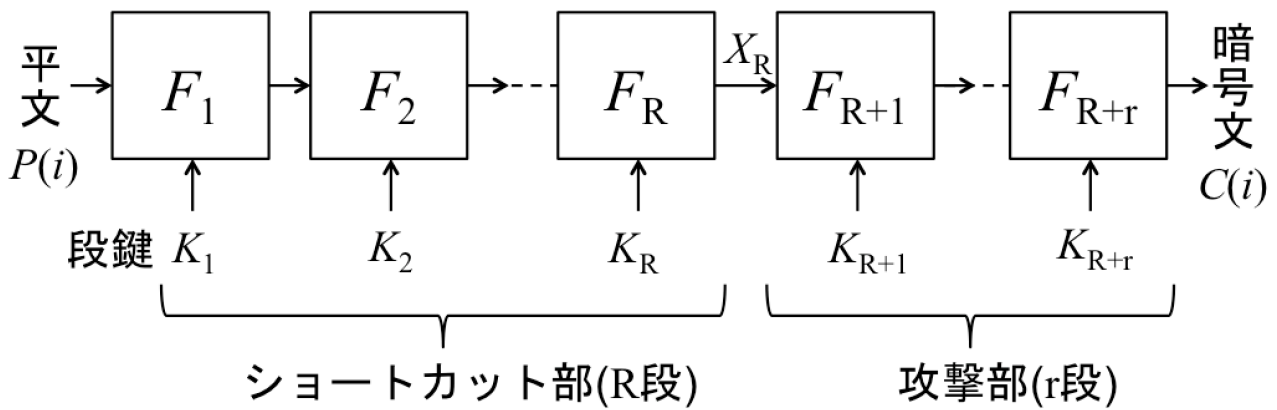 平文
P(i)
F1
F2
FR
XR
FR+1
FR+r
暗号文
C(i)
段鍵
K1
K2
KR
KR+1
KR+r
ショートカット部(R段)
攻撃部(r段)